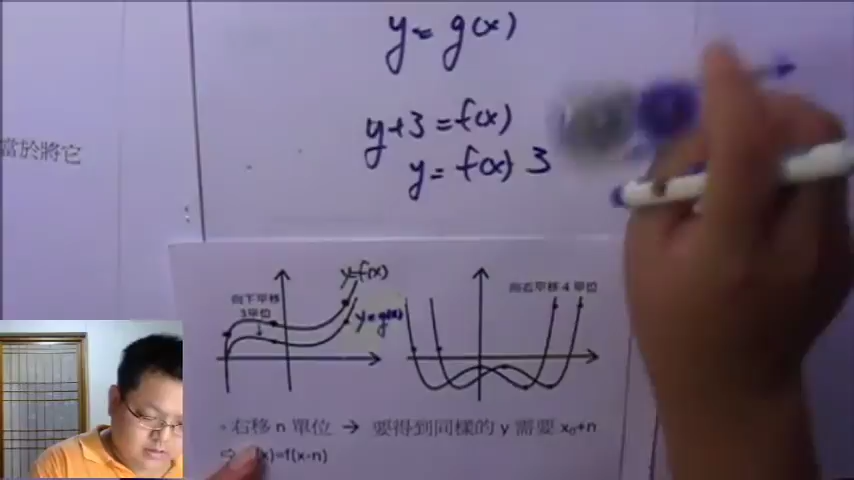 y = g(x)
y+3 = f(x)
y = f(x) 3
當於將它
y=f(x)
向下平移
3單位
y=g(x)
向右平移 4 單位
右移 n 單位 → 要得到同樣的 y 需要 x₀+n
(x)=f(x-n)